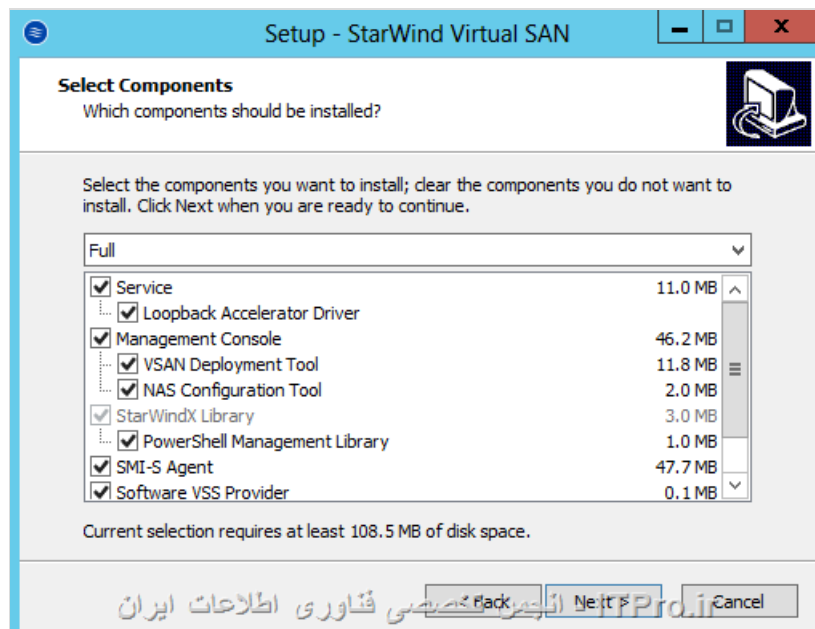 Setup - StarWind Virtual SAN
Select Components
Which components should be installed?
Select the components you want to install; clear the components you do not want to
install. Click Next when you are ready to continue.
Full
Service 11.0 MB
Loopback Accelerator Driver
Management Console 46.2 MB
VSAN Deployment Tool 11.8 MB
NAS Configuration Tool 2.0 MB
StarWindX Library 3.0 MB
PowerShell Management Library 1.0 MB
SMI-S Agent 47.7 MB
Software VSS Provider 0.1 MB
Current selection requires at least 108.5 MB of disk space.
< Back Next > Cancel
ITPro.ir - انجمن تخصصی فناوری اطلاعات ایران